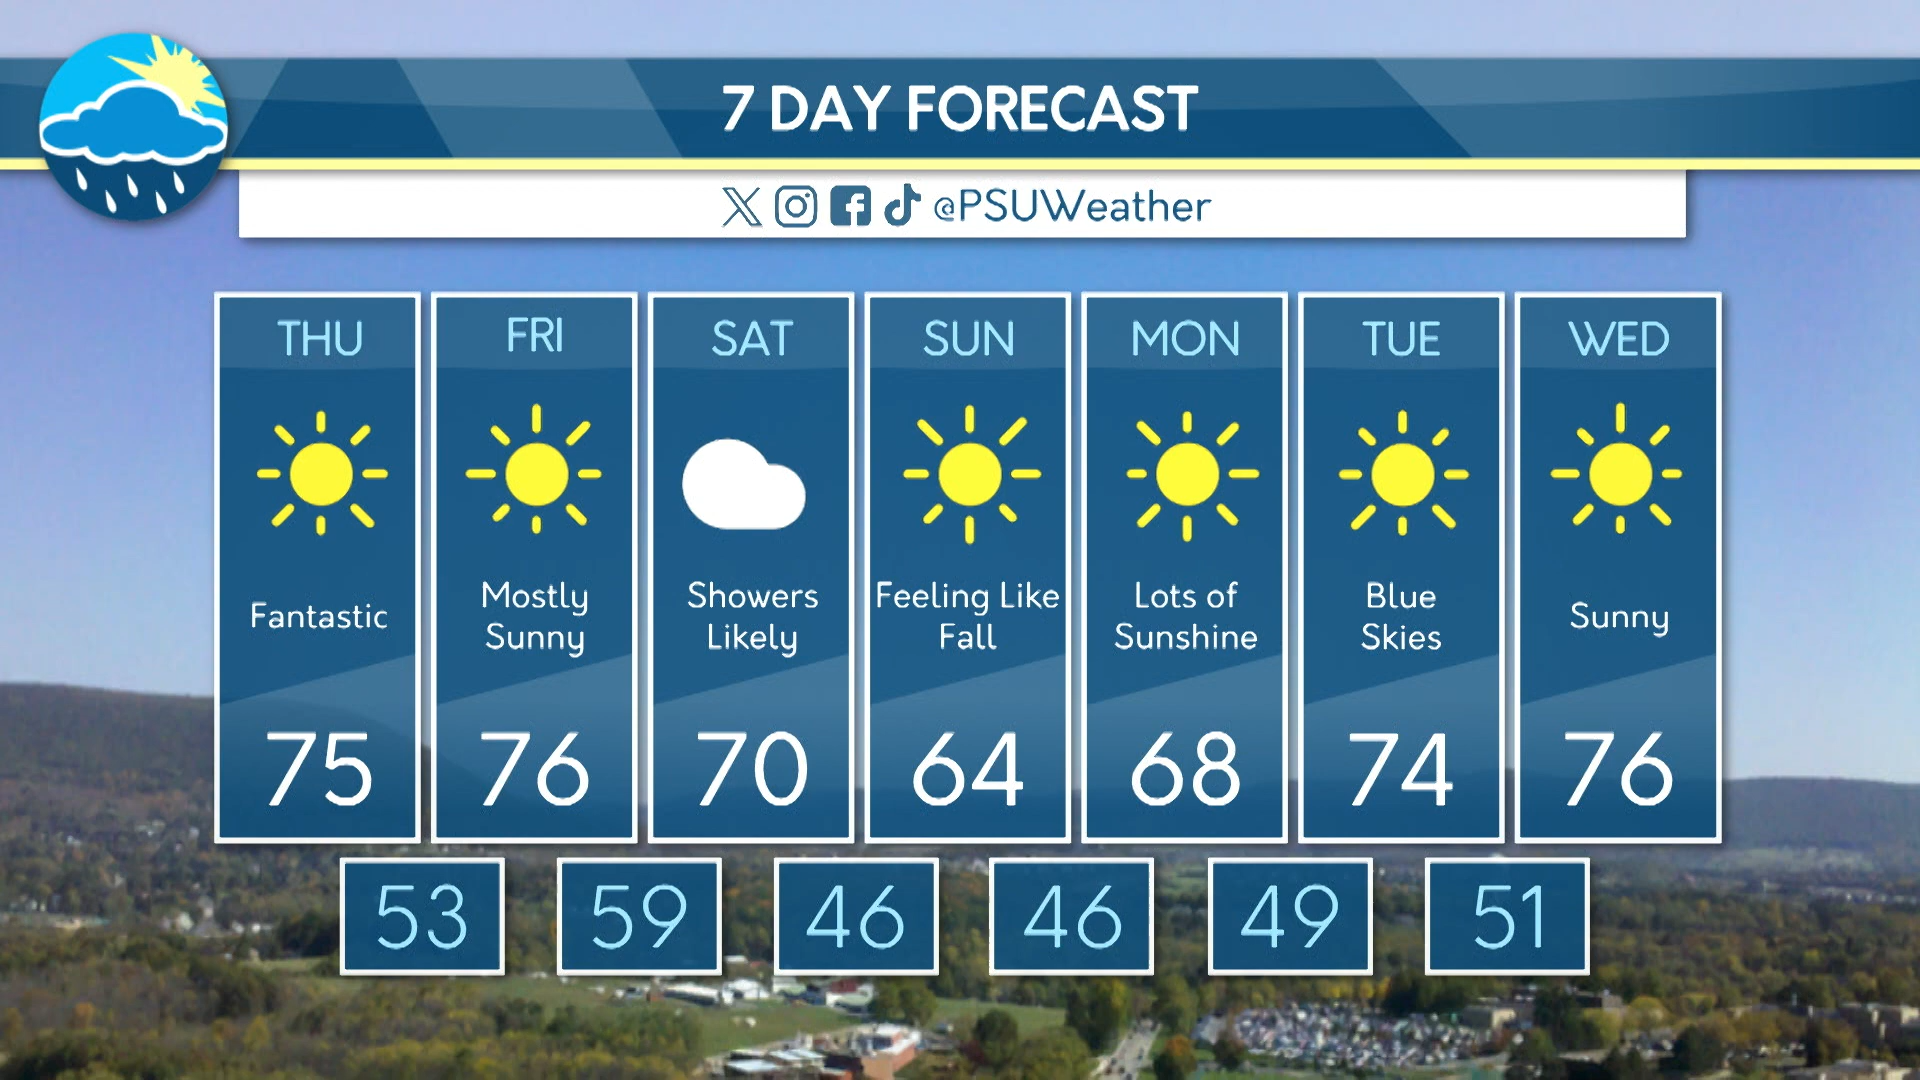 7 DAY FORECAST
@PSUWeather
THU
Fantastic
75
FRI
Mostly
Sunny
76
SAT
Showers
Likely
70
SUN
Feeling Like
Fall
64
MON
Lots of
Sunshine
68
TUE
Blue
Skies
74
WED
Sunny
76
53
59
46
46
49
51